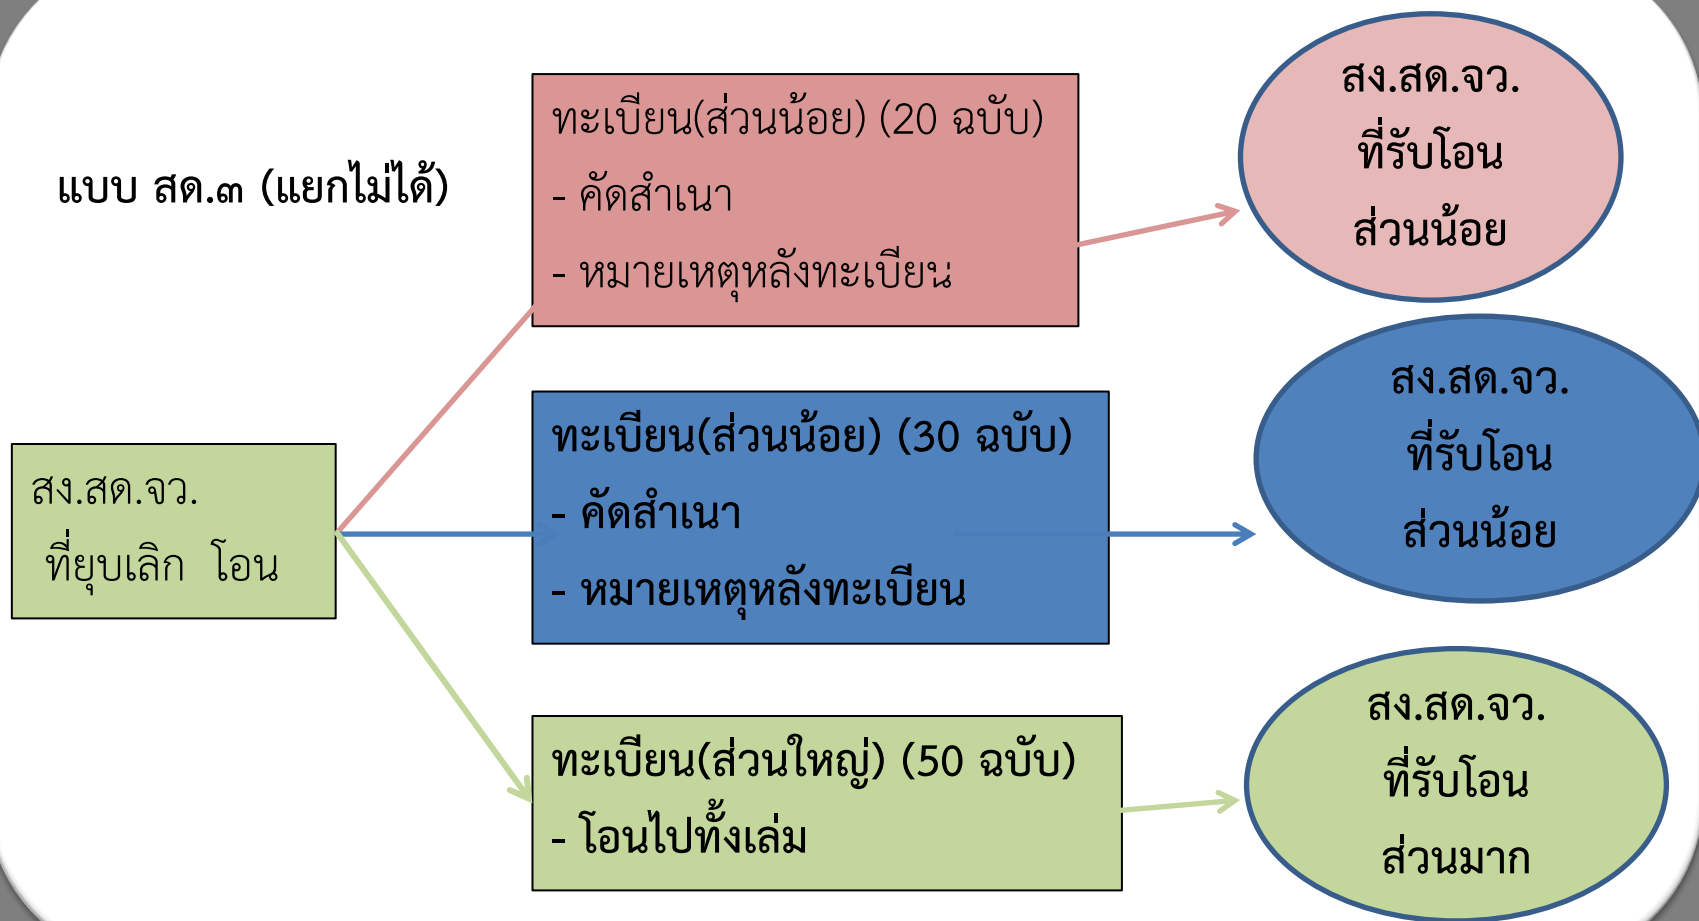 แบบ สด.๓ (แยกไม่ได้)
ทะเบียน(ส่วนน้อย) (20 ฉบับ)
- คัดสำเนา
- หมายเหตุหลังทะเบียน
สง.สด.จว.
ที่รับโอน
ส่วนน้อย
สง.สด.จว.
ที่ยุบเลิก โอน
ทะเบียน(ส่วนน้อย) (30 ฉบับ)
- คัดสำเนา
- หมายเหตุหลังทะเบียน
สง.สด.จว.
ที่รับโอน
ส่วนน้อย
ทะเบียน(ส่วนใหญ่) (50 ฉบับ)
- โอนไปทั้งเล่ม
สง.สด.จว.
ที่รับโอน
ส่วนมาก